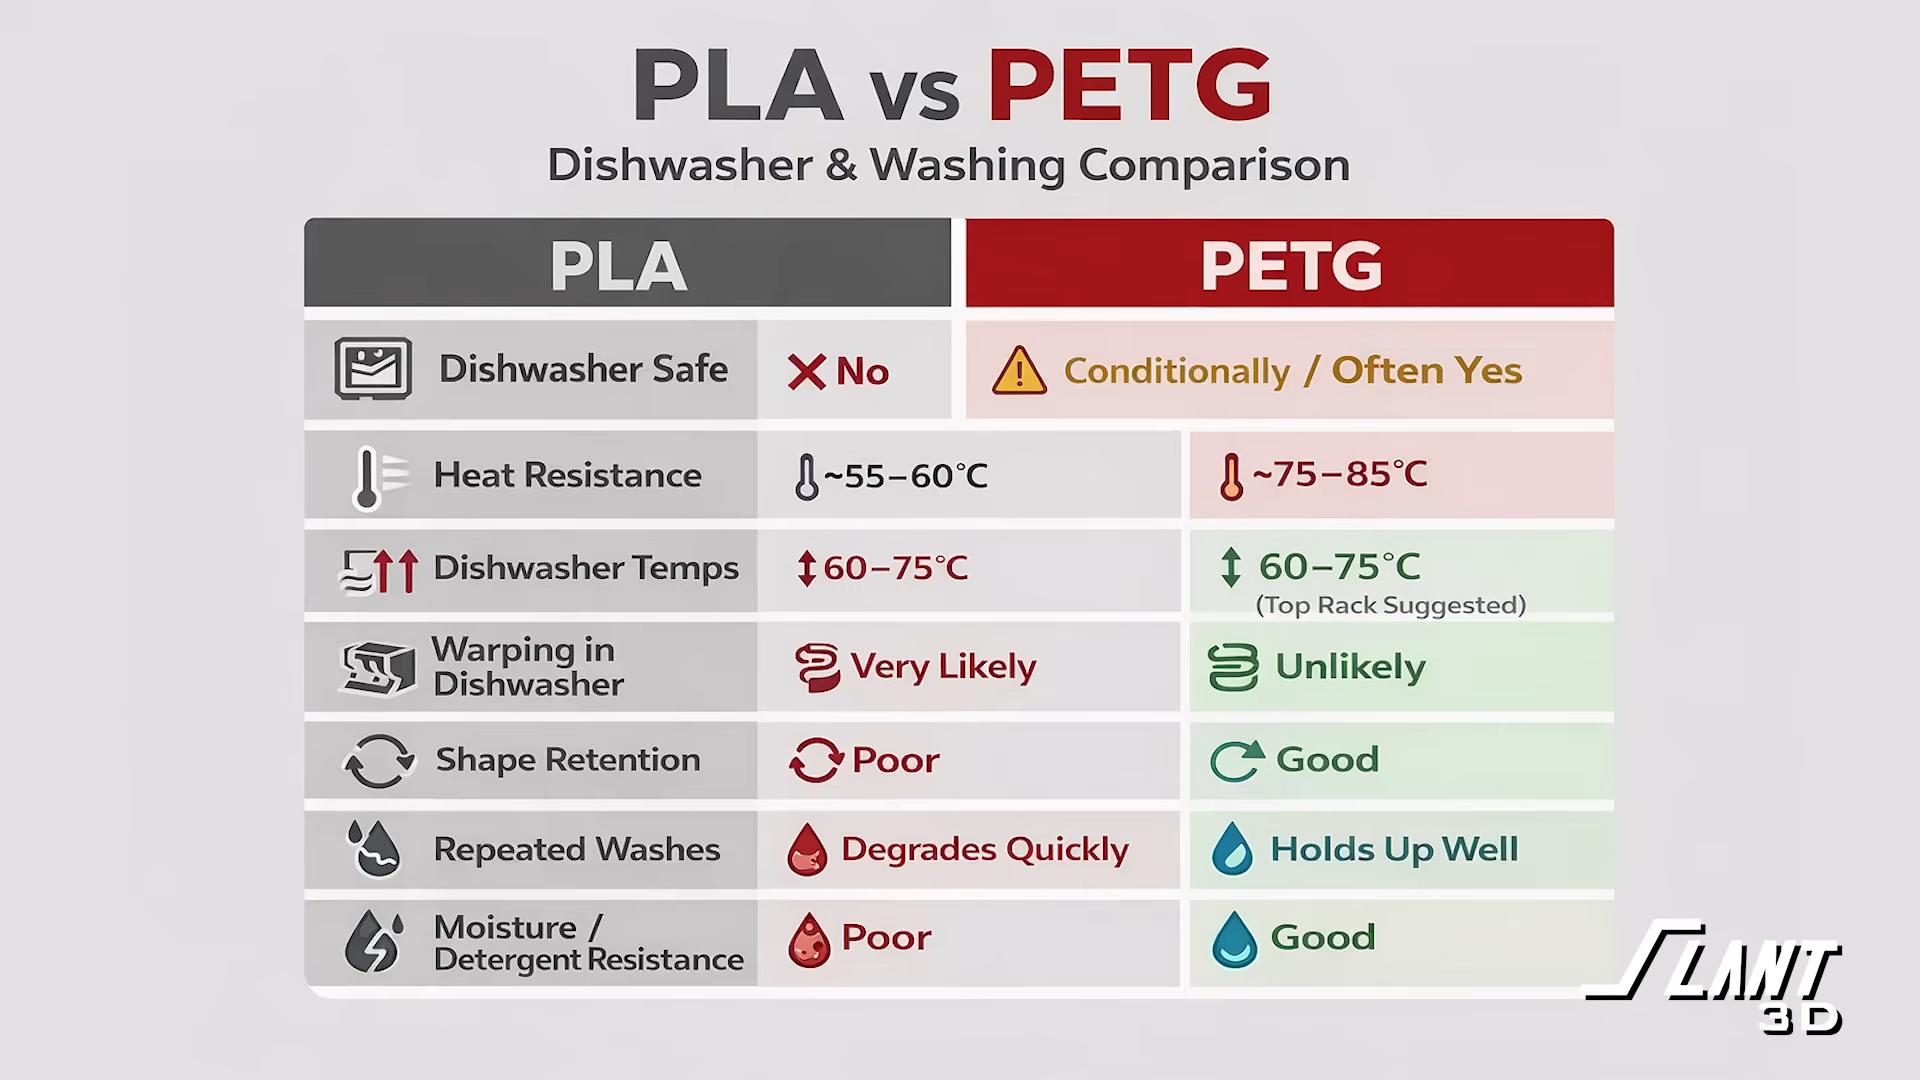 PLA vs PETG
Dishwasher & Washing Comparison
PLA
PETG
Dishwasher Safe
No
Conditionally / Often Yes
Heat Resistance
~55–60°C
~75–85°C
Dishwasher Temps
60–75°C
60–75°C
(Top Rack Suggested)
Warping in
Dishwasher
Very Likely
Unlikely
Shape Retention
Poor
Good
Repeated Washes
Degrades Quickly
Holds Up Well
Moisture /
Detergent Resistance
Poor
Good
SLANT
3D